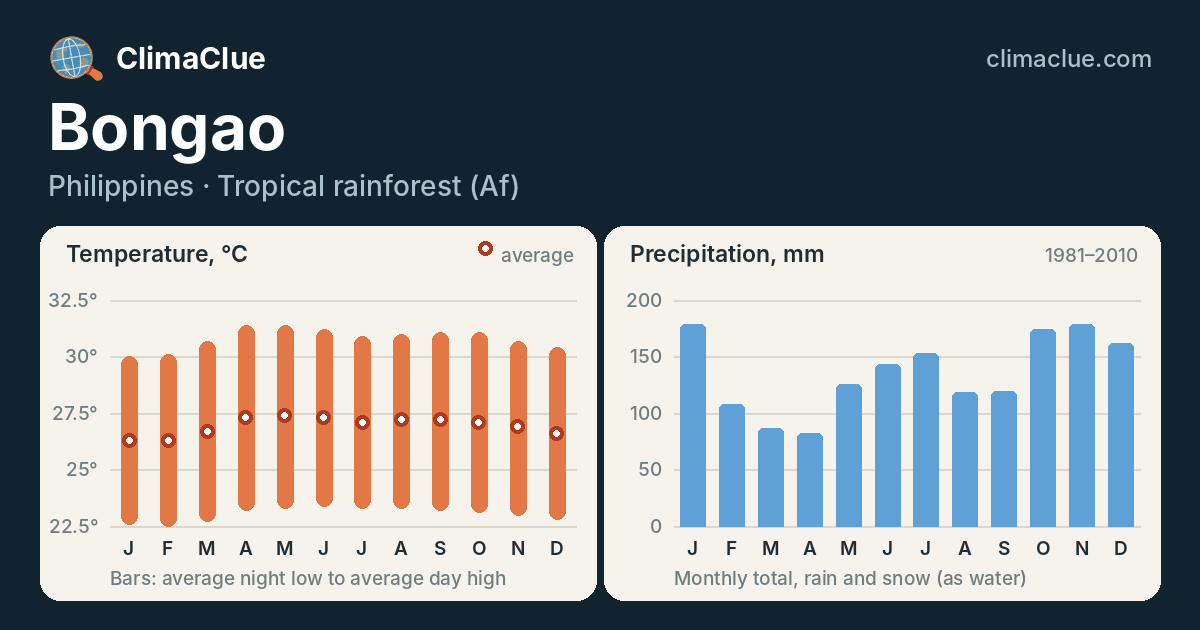 ClimaClue
climaclue.com
Bongao
Philippines · Tropical rainforest (Af)
Temperature, °C
average
32.5°
30°
27.5°
25°
22.5°
J F M A M J J A S O N D
Bars: average night low to average day high
Precipitation, mm
1981–2010
200
150
100
50
0
J F M A M J J A S O N D
Monthly total, rain and snow (as water)